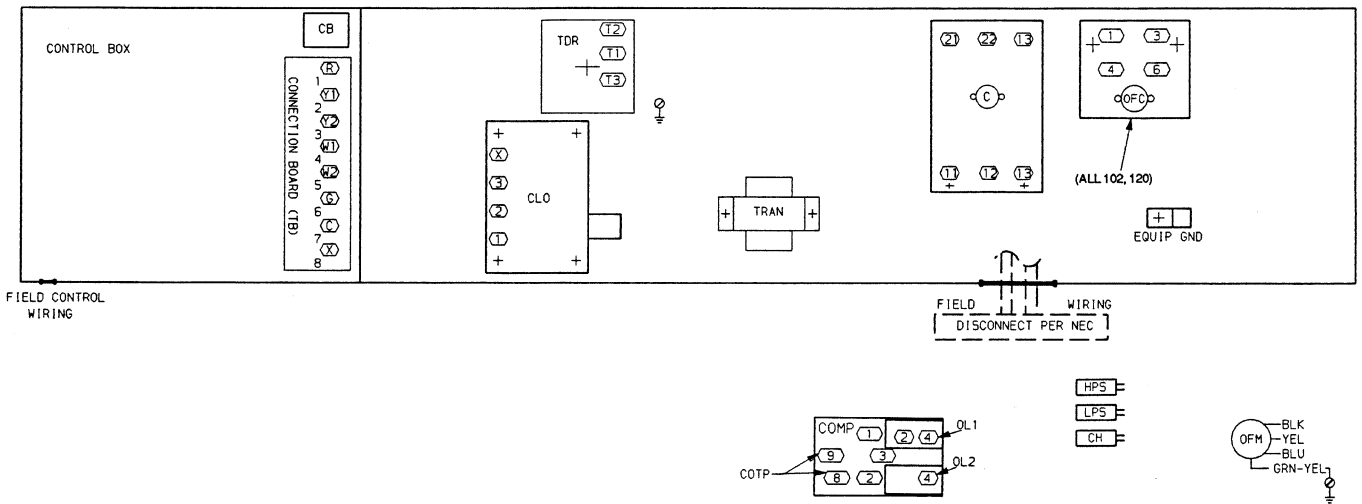 CONTROL BOX
CB
CONNECTION BOARD (TB)
R
1
Y1
2
Y2
3
W1
4
W2
5
G
6
C
7
X
8
FIELD CONTROL
WIRING
TDR
T2
T1
T3
X
3
2
1
CLO
TRAN
21 22 13
C
11 12 13
1 3
4 6
OFC
(ALL 102, 120)
EQUIP GND
FIELD WIRING
DISCONNECT PER NEC
COMP 1 2 4 OL1
9 3
COTP 8 2 4 OL2
HPS
LPS
CH
OFM
BLK
YEL
BLU
GRN-YEL